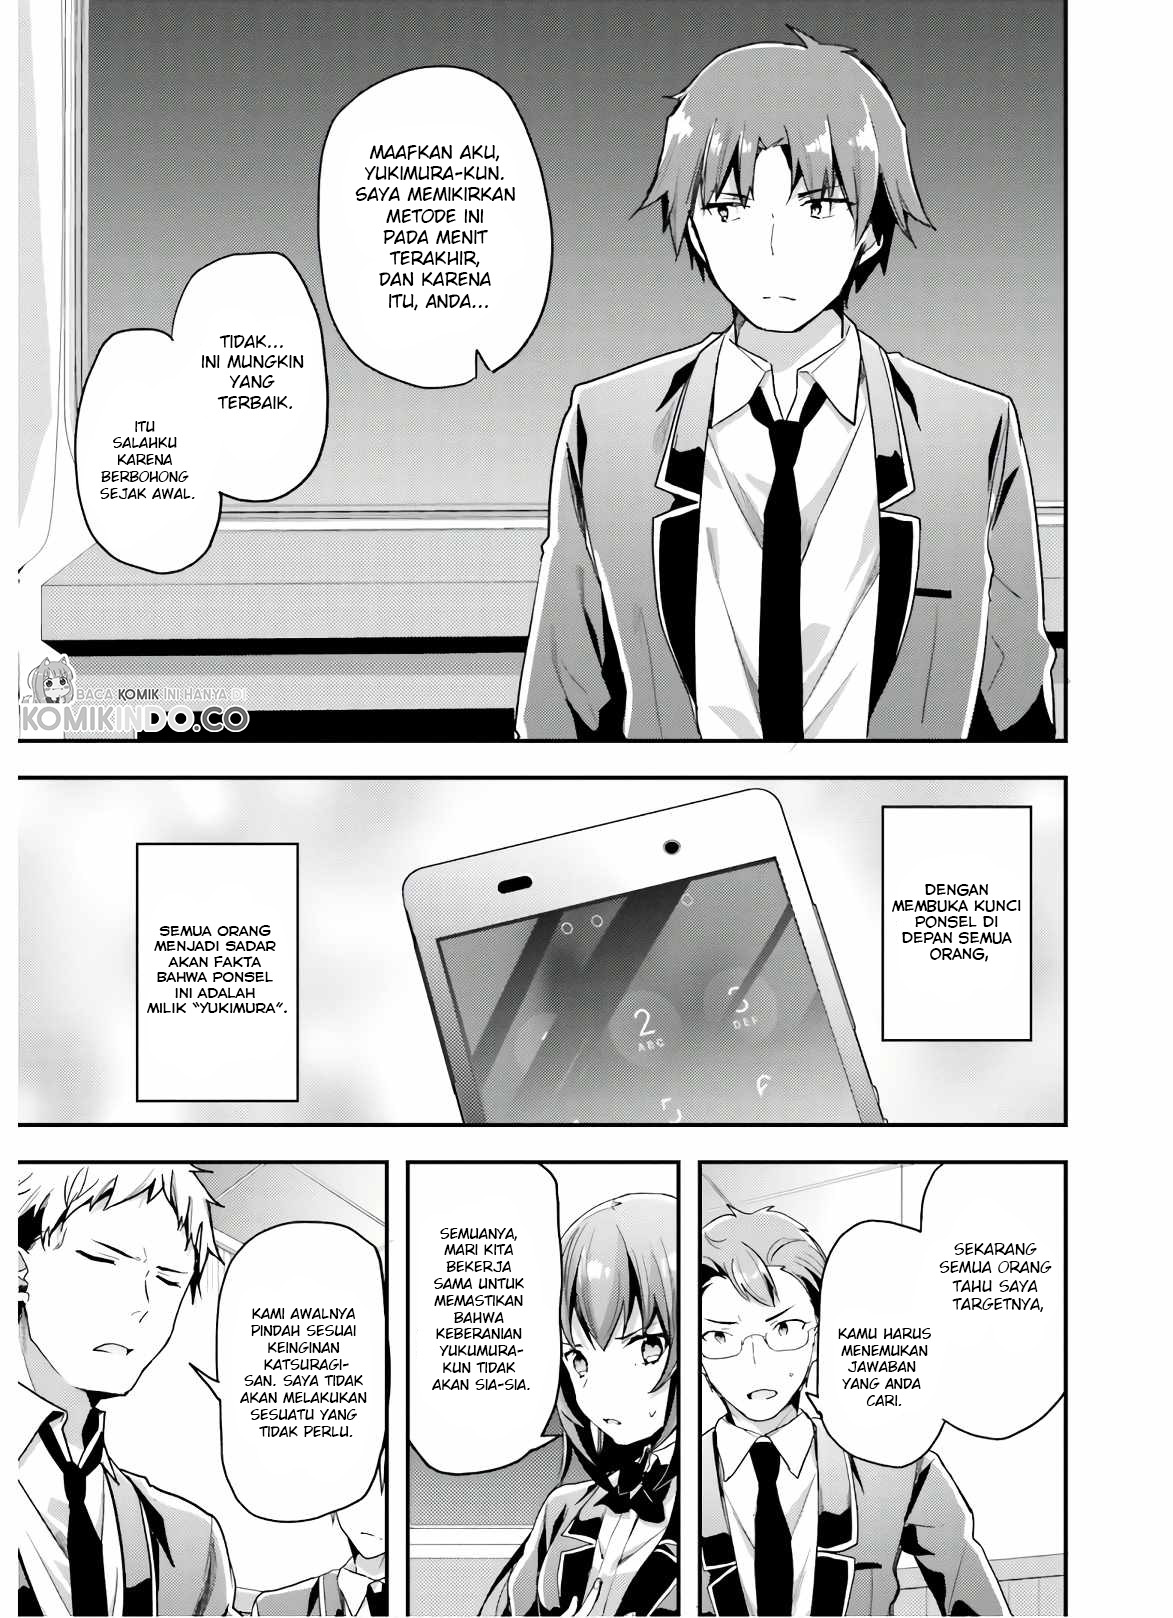 MAAFKAN AKU,
YUKIMURA-KUN.
SAYA MEMIKIRKAN
METODE INI
PADA MENIT
TERAKHIR,
DAN KARENA
ITU, ANDA...
TIDAK...
INI MUNGKIN
YANG
TERBAIK.
ITU
SALAHKU
KARENA
BERBOHONG
SEJAK AWAL.
BACA KOMIK INI HANYA DI
KOMIKINDO.CO
DENGAN
MEMBUKA KUNCI
PONSEL DI
DEPAN SEMUA
ORANG,
SEMUA ORANG
MENJADI SADAR
AKAN FAKTA
BAHWA PONSEL
INI ADALAH
MILIK "YUKIMURA".
2
ABC
3
DEF
5
SEKARANG
SEMUA ORANG
TAHU SAYA
TARGETNYA,
KAMU HARUS
MENEMUKAN
JAWABAN
YANG ANDA
CARI.
SEMUANYA,
MARI KITA
BEKERJA
SAMA UNTUK
MEMASTIKAN
BAHWA
KEBERANIAN
YUKUMURA-
KUN TIDAK
AKAN SIA-SIA.
KAMI AWALNYA
PINDAH SESUAI
KEINGINAN
KATSURAGI-
SAN. SAYA TIDAK
AKAN MELAKUKAN
SESUATU YANG
TIDAK PERLU.